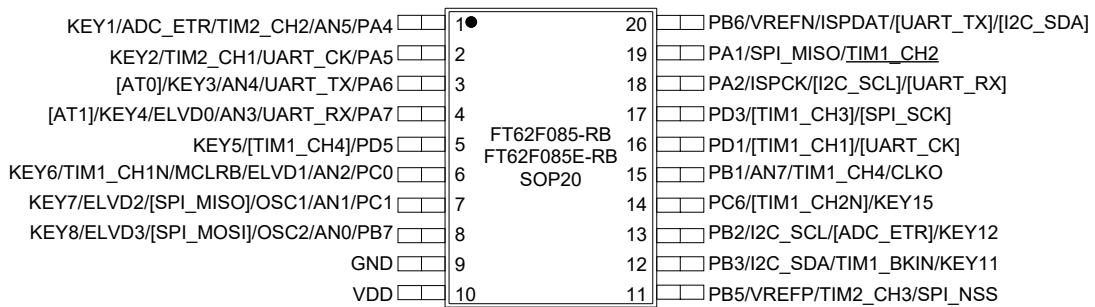 KEY1/ADC_ETR/TIM2_CH2/AN5/PA4 1 20 PB6/VREFN/ISPDAT/[UART_TX]/[I2C_SDA]
KEY2/TIM2_CH1/UART_CK/PA5 2 19 PA1/SPI_MISO/TIM1_CH2
[AT0]/KEY3/AN4/UART_TX/PA6 3 18 PA2/ISPCK/[I2C_SCL]/[UART_RX]
[AT1]/KEY4/ELVD0/AN3/UART_RX/PA7 4 17 PD3/[TIM1_CH3]/[SPI_SCK]
FT62F085-RB
KEY5/[TIM1_CH4]/PD5 5 16 PD1/[TIM1_CH1]/[UART_CK]
FT62F085E-RB
KEY6/TIM1_CH1N/MCLRB/ELVD1/AN2/PC0 6 15 PB1/AN7/TIM1_CH4/CLKO
SOP20
KEY7/ELVD2/[SPI_MISO]/OSC1/AN1/PC1 7 14 PC6/[TIM1_CH2N]/KEY15
KEY8/ELVD3/[SPI_MOSI]/OSC2/AN0/PB7 8 13 PB2/I2C_SCL/[ADC_ETR]/KEY12
GND 9 12 PB3/I2C_SDA/TIM1_BKIN/KEY11
VDD 10 11 PB5/VREFP/TIM2_CH3/SPI_NSS